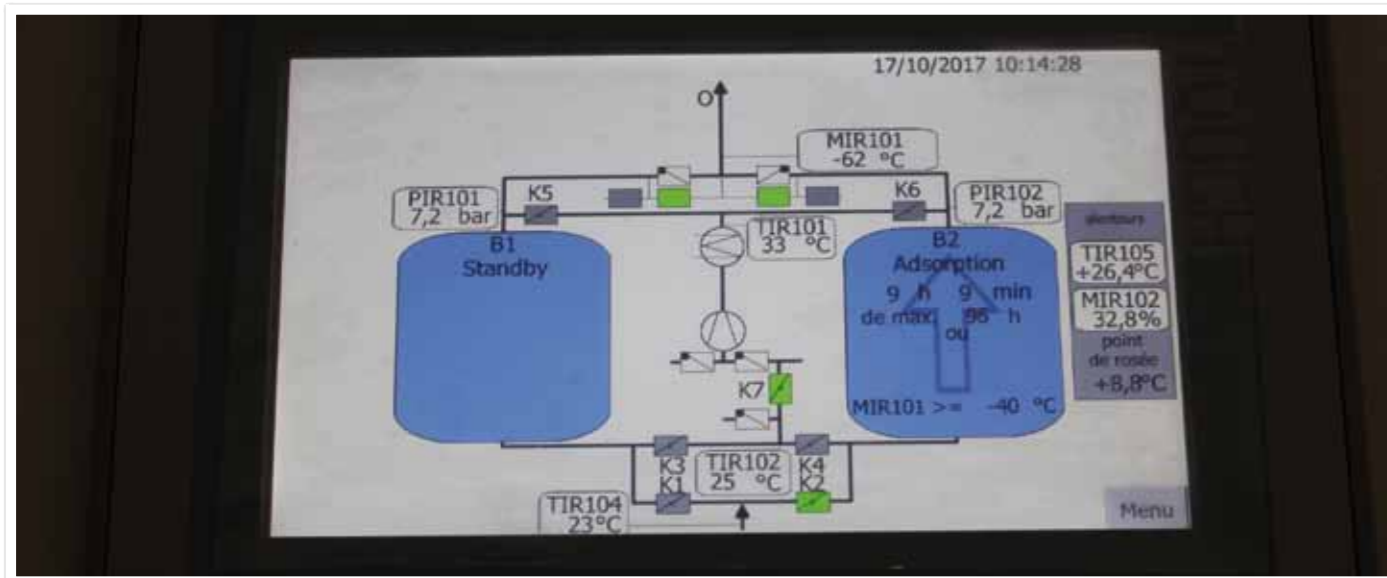 17/10/2017 10:14:28
O
MIR101
-62 °C
PIR101
7,2 bar
K5
K6
PIR102
7,2 bar
TIR101
33 °C
B1
Standby
B2
Adsorption
9 h 9 min
de max. 96 h
ou
MIR101 >= -40 °C
alentours
TIR105
+26,4°C
MIR102
32,8%
point
de rosée
+8,8°C
K7
K3
K1
TIR102
25 °C
K4
K2
TIR104
23°C
Menu